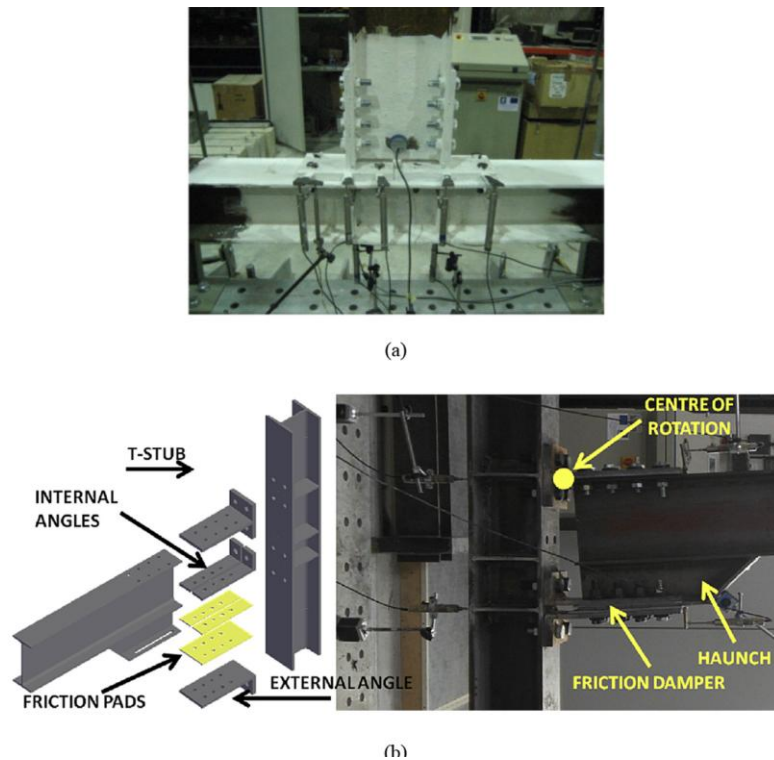 (a)
T-STUB
INTERNAL
ANGLES
FRICTION PADS
EXTERNAL ANGLE
CENTRE OF
ROTATION
HAUNCH
FRICTION DAMPER
(b)